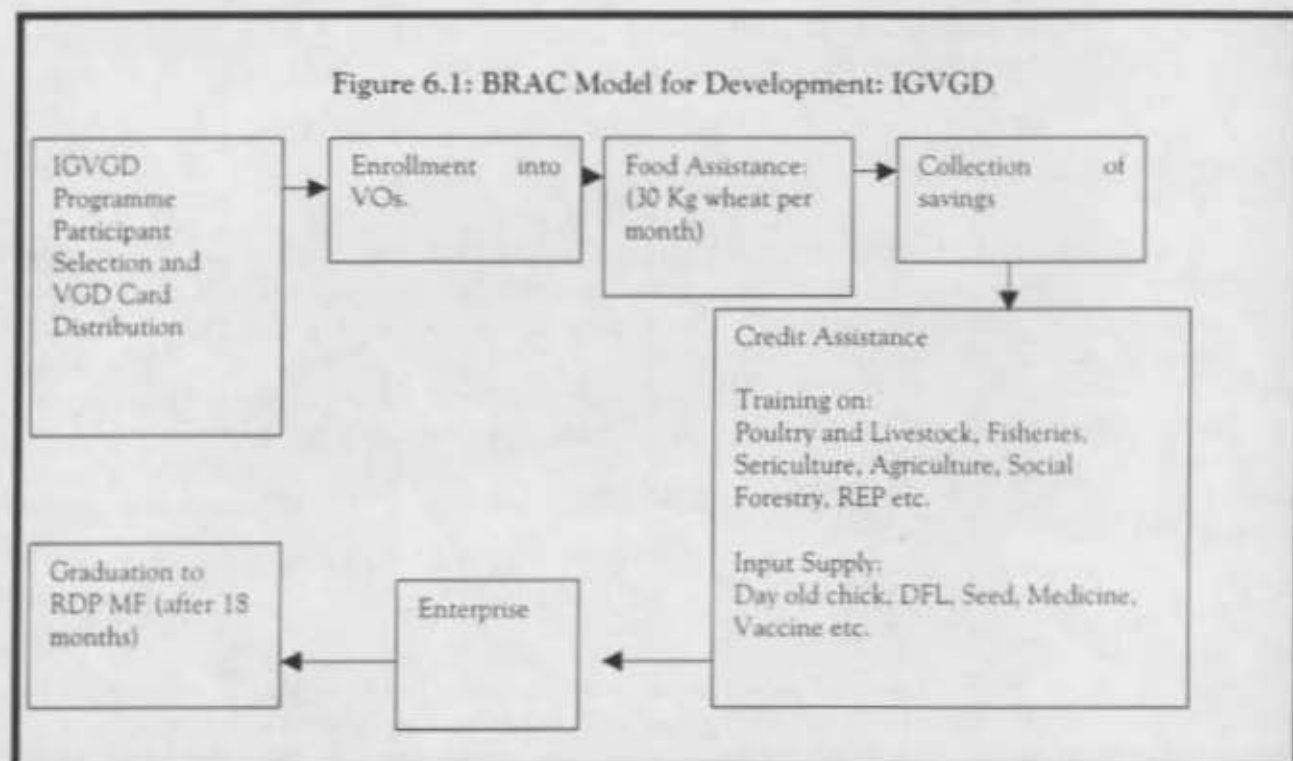 Figure 6.1: BRAC Model for Development: IGVGD
IGVGD
Programme
Participant
Selection and
VGD Card
Distribution
Enrollment into
VOs.
Food Assistance:
(30 Kg wheat per
month)
Collection of
savings
Credit Assistance
Training on:
Poultry and Livestock, Fisheries,
Sericulture, Agriculture, Social
Forestry, REP etc.
Input Supply:
Day old chick, DFL, Seed, Medicine,
Vaccine etc.
Enterprise
Graduation to
RDP MF (after 18
months)